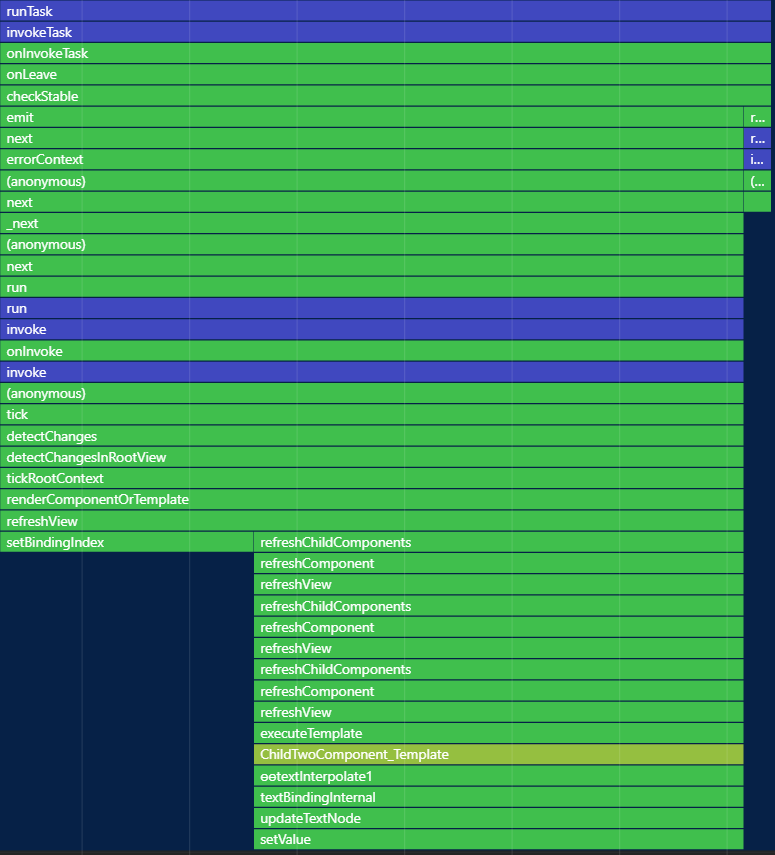 runTask
invokeTask
onInvokeTask
onLeave
checkStable
emit r...
next r...
errorContext i...
(anonymous) (...
next
_next
(anonymous)
next
run
run
invoke
onInvoke
invoke
(anonymous)
tick
detectChanges
detectChangesInRootView
tickRootContext
renderComponentOrTemplate
refreshView
setBindingIndex refreshChildComponents
refreshComponent
refreshView
refreshChildComponents
refreshComponent
refreshView
refreshChildComponents
refreshComponent
refreshView
executeTemplate
ChildTwoComponent_Template
ɵɵtextInterpolate1
textBindingInternal
updateTextNode
setValue